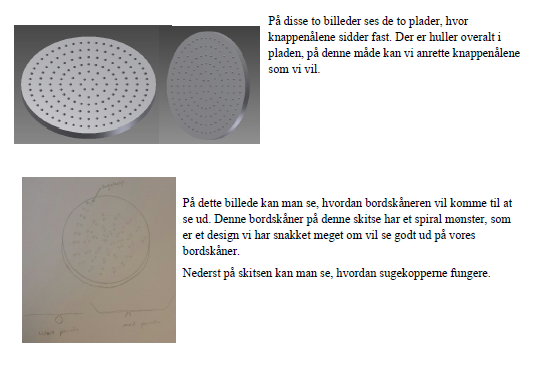 På disse to billeder ses de to plader, hvor
knappenålene sidder fast. Der er huller overalt i
pladen, på denne måde kan vi anrette knappenålene
som vi vil.
På dette billede kan man se, hvordan bordskåneren vil komme til at
se ud. Denne bordskåner på denne skitse har et spiral mønster, som
er et design vi har snakket meget om vil se godt ud på vores
bordskåner.
Nederst på skitsen kan man se, hvordan sugekopperne fungere.